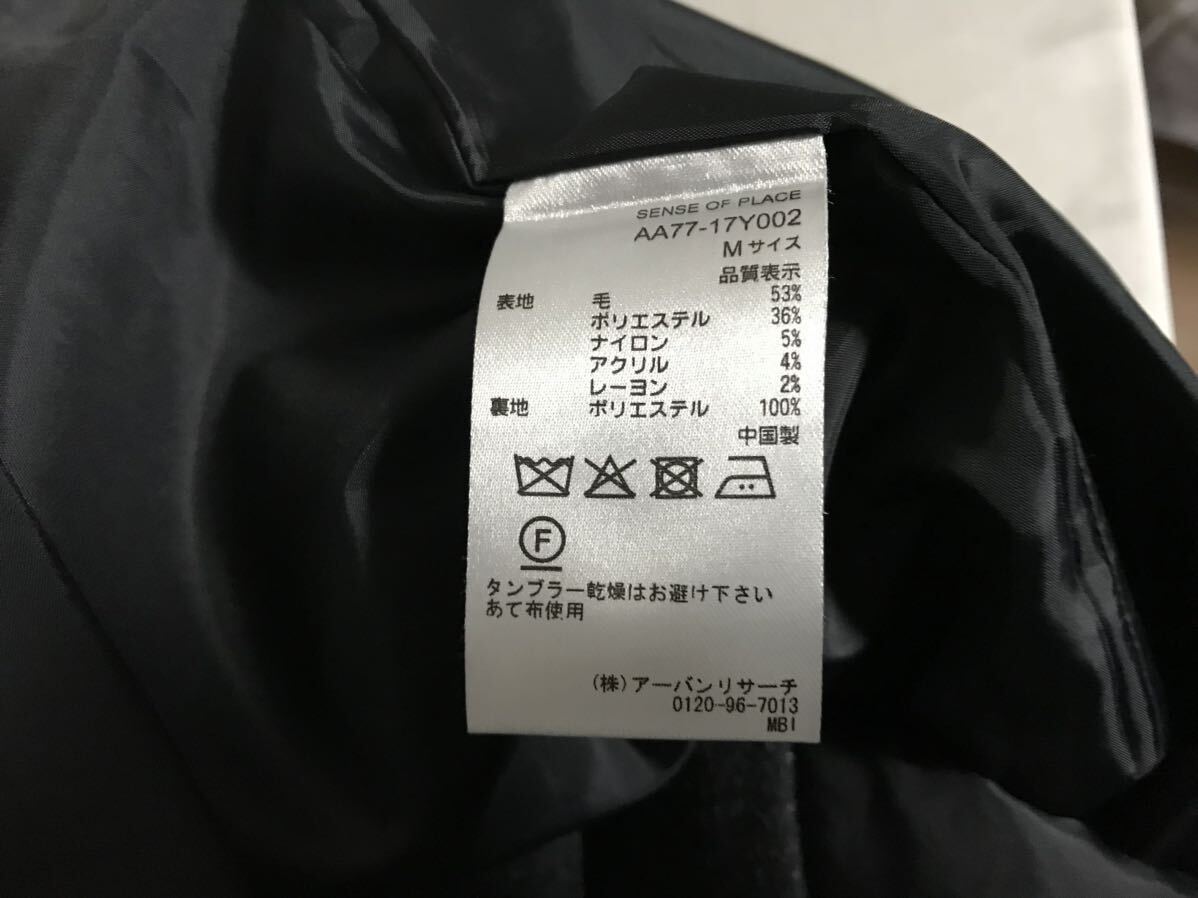 SENSE OF PLACE
AA77-17Y002
Mサイズ
品質表示
表地 毛 53%
ポリエステル 36%
ナイロン 5%
アクリル 4%
レーヨン 2%
裏地 ポリエステル 100%
中国製
F
タンブラー乾燥はお避け下さい
あて布使用
(株)アーバンリサーチ
0120-96-7013
MBI